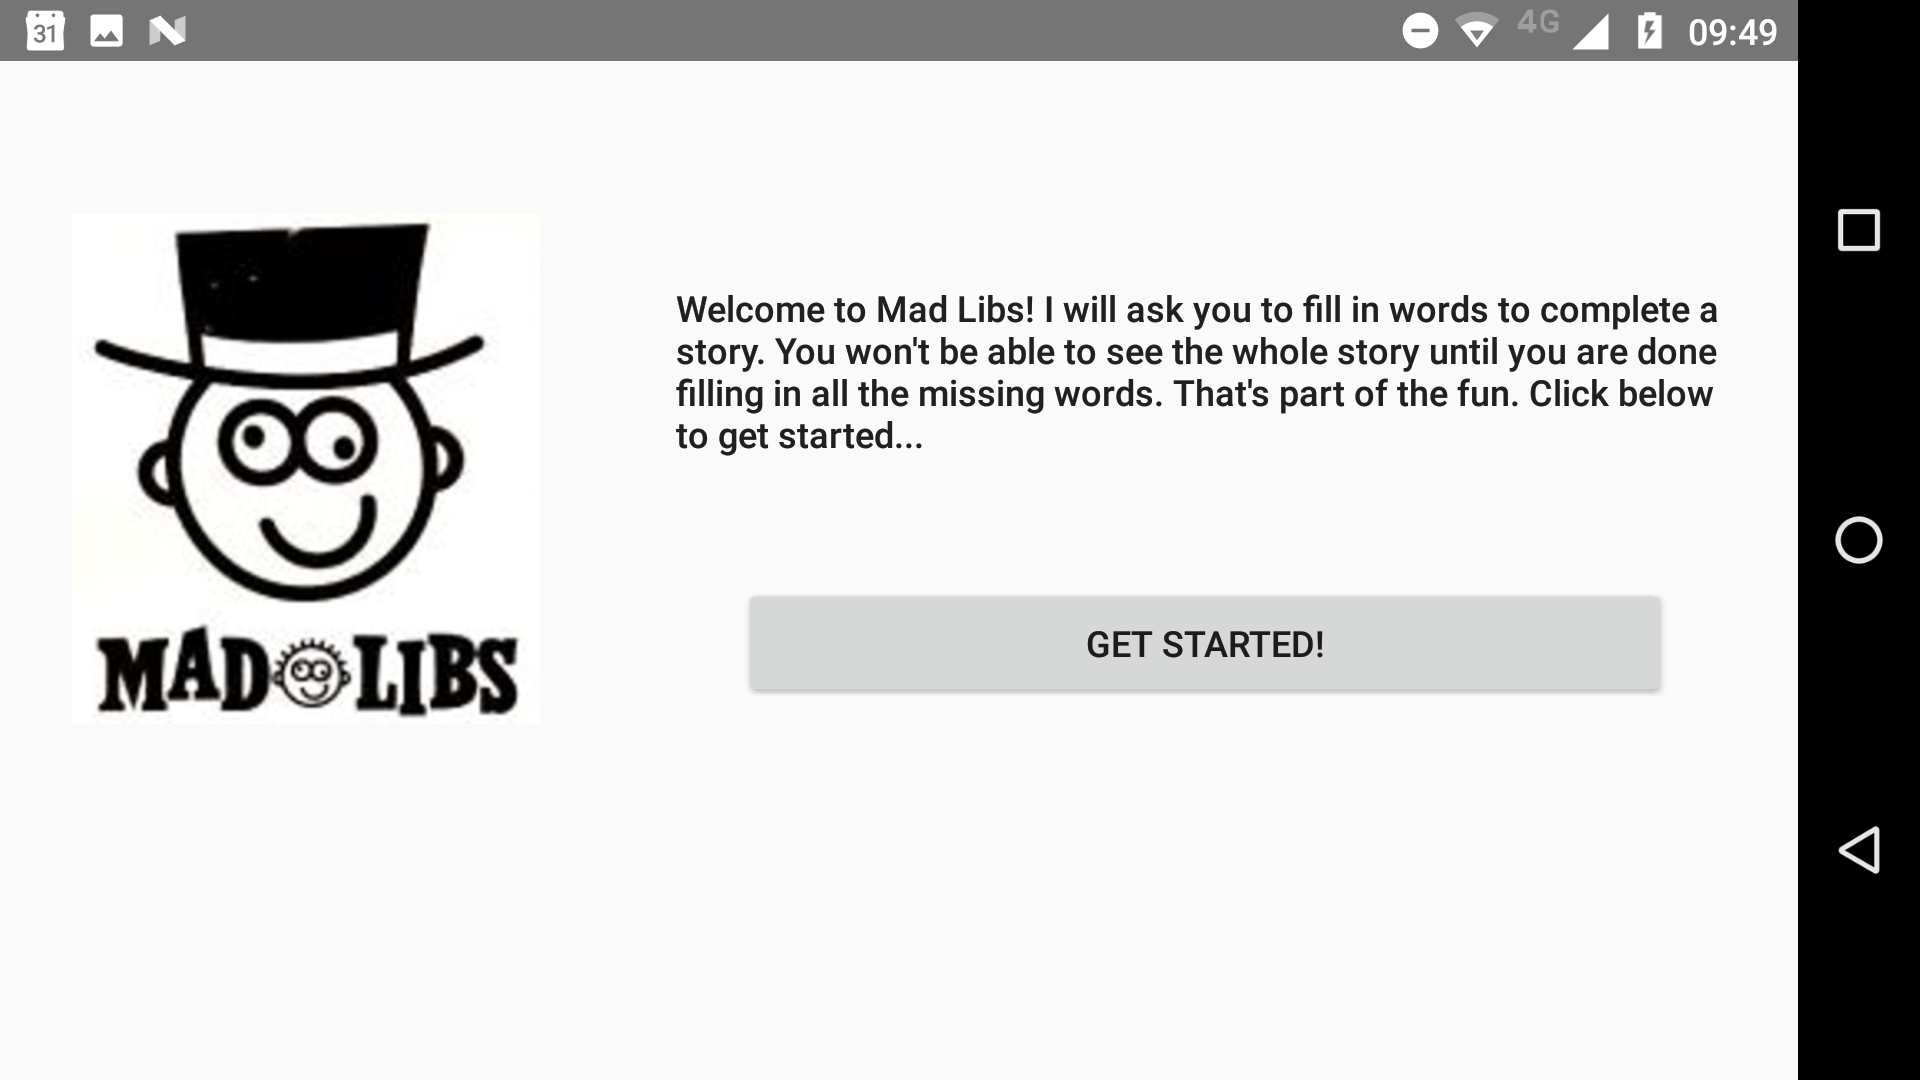 31
4G
09:49
MAD LIBS
Welcome to Mad Libs! I will ask you to fill in words to complete a
story. You won't be able to see the whole story until you are done
filling in all the missing words. That's part of the fun. Click below
to get started...
GET STARTED!